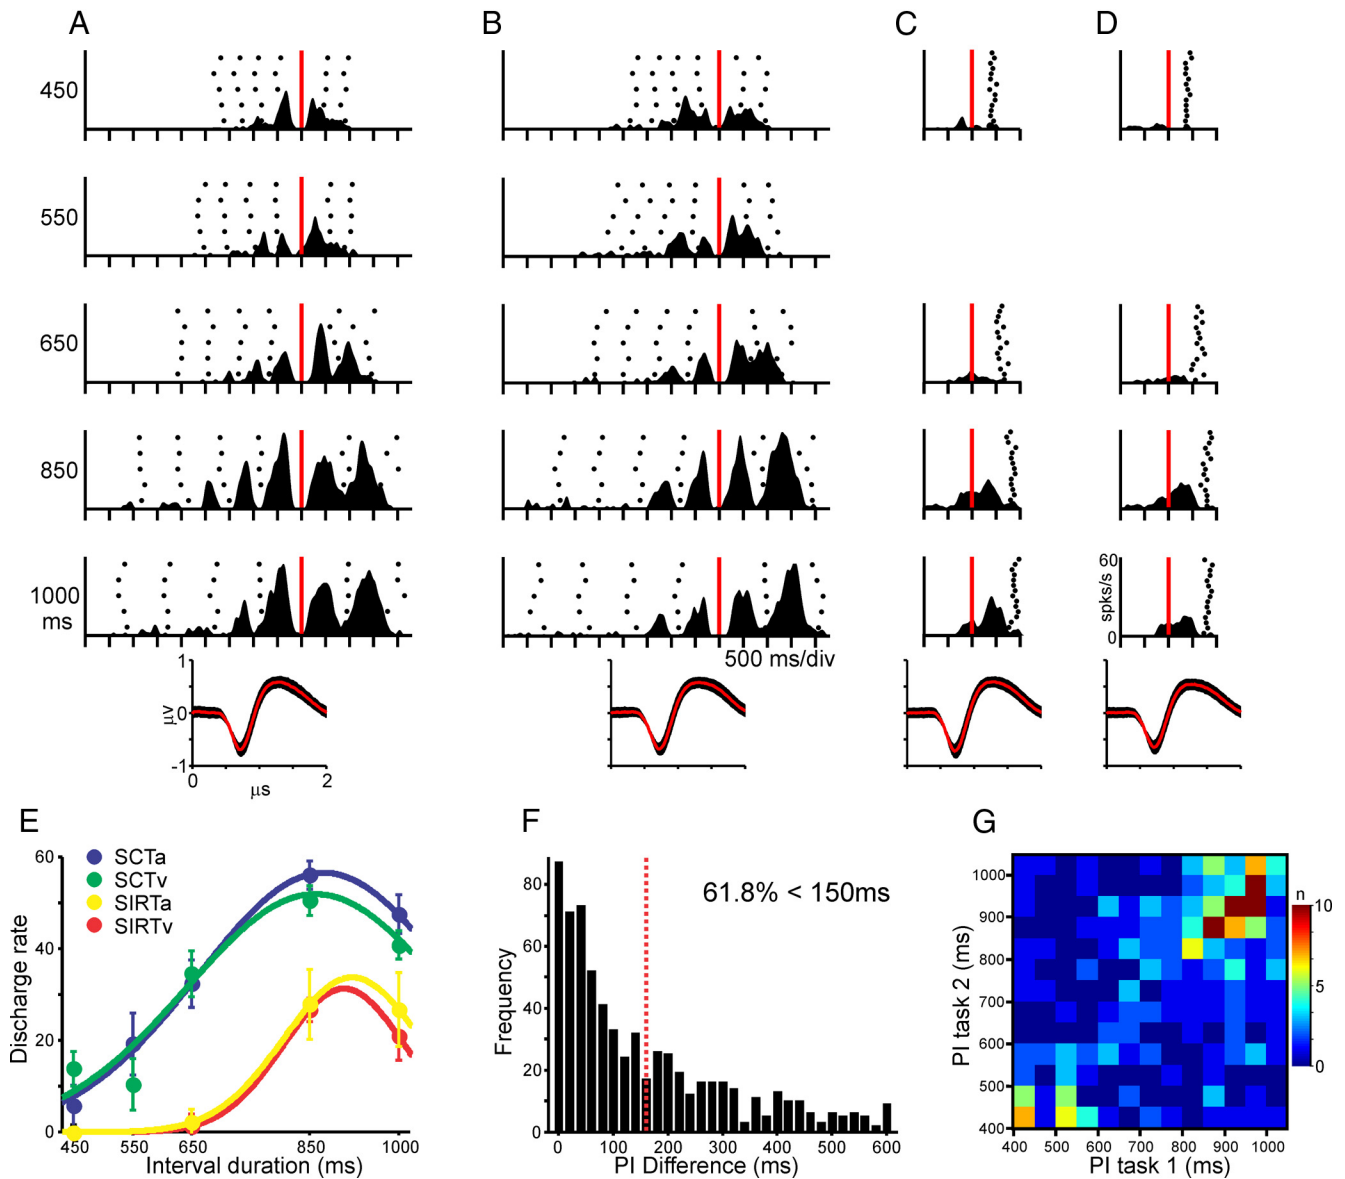 A
B
C
D
450
550
650
850
1000
ms
60
spks/s
0
500 ms/div
1
0
-1
μv
0
2
μs
E
F
G
SCTa
SCTv
SIRTa
SIRTv
60
40
20
0
Discharge rate
450
550
650
850
1000
Interval duration (ms)
61.8% < 150ms
80
60
40
20
0
Frequency
0
100
200
300
400
500
600
PI Difference (ms)
1000
900
800
700
600
500
400
PI task 2 (ms)
400
500
600
700
800
900
1000
PI task 1 (ms)
n
10
5
0